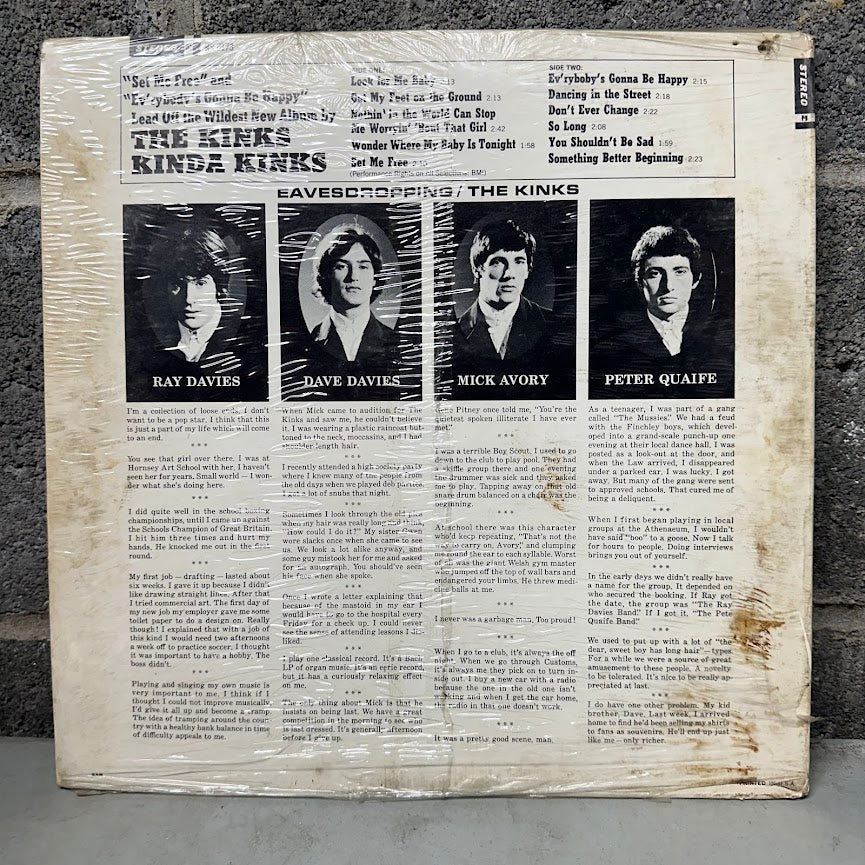 STEREO
"Set Me Free" and
"Ev'rybody's Gonna Be Happy"
Lead Off the Wildest New Album by
THE KINKS
KINDA KINKS
SIDE ONE:
Look for Me Baby 2:13
Got My Feet on the Ground 2:13
Nothin' in the World Can Stop
Me Worryin' 'Bout That Girl 2:42
Wonder Where My Baby Is Tonight 1:58
Set Me Free 2:10
(Performance Rights on all Selections: BMI)
SIDE TWO:
Ev'ryboby's Gonna Be Happy 2:15
Dancing in the Street 2:18
Don't Ever Change 2:22
So Long 2:08
You Shouldn't Be Sad 1:59
Something Better Beginning 2:23
STEREO
EAVESDROPPING / THE KINKS
RAY DAVIES
I'm a collection of loose ends. I don't
want to be a pop star. I think that this
is just a part of my life which will come
to an end.
* * *
You see that girl over there. I was at
Hornsey Art School with her. I haven't
seen her for years. Small world — I won-
der what she's doing here.
* * *
I did quite well in the school boxing
championships, until I came up against
the Schools Champion of Great Britain.
I hit him three times and hurt my
hands. He knocked me out in the first
round.
* * *
My first job — drafting — lasted about
six weeks. I gave it up because I didn't
like drawing straight lines. After that
I tried commercial art. The first day of
my new job my employer gave me some
toilet paper to do a design on. Really
though! I explained that with a job of
this kind I would need two afternoons
a week off to practice soccer. I thought
it was important to have a hobby. The
boss didn't.
* * *
Playing and singing my own music is
very important to me. I think if I
thought I could not improve musically
I'd give it all up and become a tramp.
The idea of tramping around the coun-
try with a healthy bank balance in time
of difficulty appeals to me.
DAVE DAVIES
When Mick came to audition for The
Kinks and saw me, he couldn't believe
it. I was wearing a plastic raincoat but-
toned to the neck, moccasins, and I had
shoulder-length hair.
* * *
I recently attended a high society party
where I knew many of the people from
the old days when we played deb parties.
I got a lot of snubs that night.
* * *
Sometimes I look through the old pics
when my hair was really long and think,
"How could I do it?" My sister Gwen
wore slacks once when she came to see
us. We look a lot alike anyway, and
some guy mistook her for me and asked
for an autograph. You should've seen
his face when she spoke.
* * *
Once I wrote a letter explaining that
because of the mastoid in my ear I
would have to go to the hospital every
Friday for a check up. I could never
see the sense of attending lessons I dis-
liked.
* * *
I play one classical record. It's a Bach
LP of organ music. It's an eerie record,
but it has a curiously relaxing effect
on me.
* * *
The only thing about Mick is that he
insists on being last. We have a great
competition in the morning to see who
is last dressed. It's generally afternoon
before I give up.
MICK AVORY
Gene Pitney once told me, "You're the
quietest spoken illiterate I have ever
met."
* * *
I was a terrible Boy Scout. I used to go
down to the club to play pool. They had
a skiffle group there and one evening
the drummer was sick and they asked
me to play. Tapping away on that old
snare drum balanced on a chair was the
beginning.
* * *
At school there was this character
who'd keep repeating, "That's not the
way to carry on, Avory," and clumping
me round the ear to each syllable. Worst
of all was the giant Welsh gym master
who jumped off the top of wall bars and
endangered your limbs. He threw medi-
cine balls at me.
* * *
I never was a garbage man. Too proud!
* * *
When I go to a club, it's always the off
night. When we go through Customs,
it's always me they pick on to turn in-
side out. I buy a new car with a radio
because the one in the old one isn't
working and when I get the car home,
the radio in that one doesn't work.
* * *
It was a pretty good scene, man.
PETER QUAIFE
As a teenager, I was part of a gang
called "The Mussies." We had a feud
with the Finchley boys, which devel-
oped into a grand-scale punch-up one
evening at their local dance hall. I was
posted as a look-out at the door, and
when the Law arrived, I disappeared
under a parked car. I was lucky. I got
away. But many of the gang were sent
to approved schools. That cured me of
being a deliquent.
* * *
When I first began playing in local
groups at the Athenaeum, I wouldn't
have said "boo" to a goose. Now I talk
for hours to people. Doing interviews
brings you out of yourself.
* * *
In the early days we didn't really have
a name for the group. It depended on
who secured the booking. If Ray got
the date, the group was "The Ray
Davies Band." If I got it, "The Pete
Quaife Band."
* * *
We used to put up with a lot of "the
dear, sweet boy has long hair"—types.
For a while we were a source of great
amusement to these people. A novelty
to be tolerated. It's nice to be really ap-
preciated at last.
* * *
I do have one other problem. My kid
brother, Dave. Last week, I arrived
home to find he'd been selling my shirts
to fans as souvenirs. He'll end up just
like me — only richer.
PRINTED IN U.S.A.